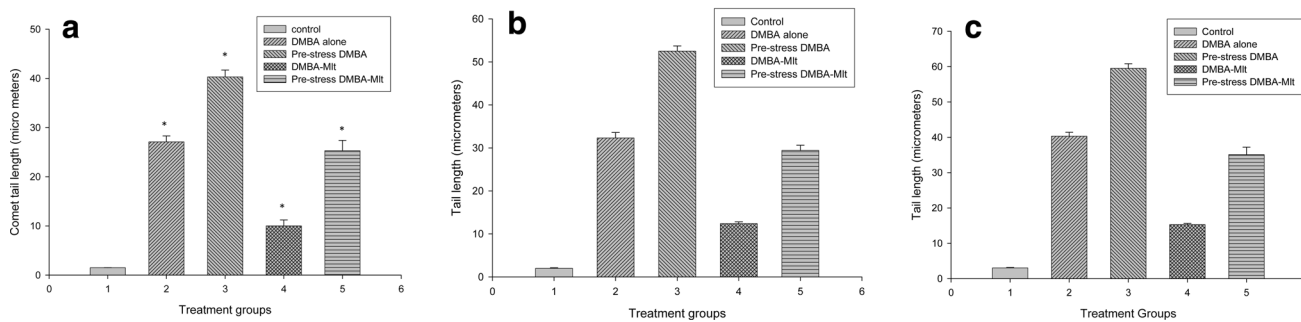 a
control
DMBA alone
Pre-stress DMBA
DMBA-Mlt
Pre-stress DMBA-Mlt
Comet tail length (micro meters)
50
40
30
20
10
0
* * * *
0 1 2 3 4 5 6
Treatment groups
b
Control
DMBA alone
Pre-stress DMBA
DMBA-Mlt
Pre-stress DMBA-Mlt
Tail length (micrometers)
60
50
40
30
20
10
0
0 1 2 3 4 5 6
Treatment groups
c
Control
DMBA alone
Pre-stress DMBA
DMBA-Mlt
Pre-stress DMBA-Mlt
Tail length (micrometers)
70
60
50
40
30
20
10
0
0 1 2 3 4 5
Treatment Groups